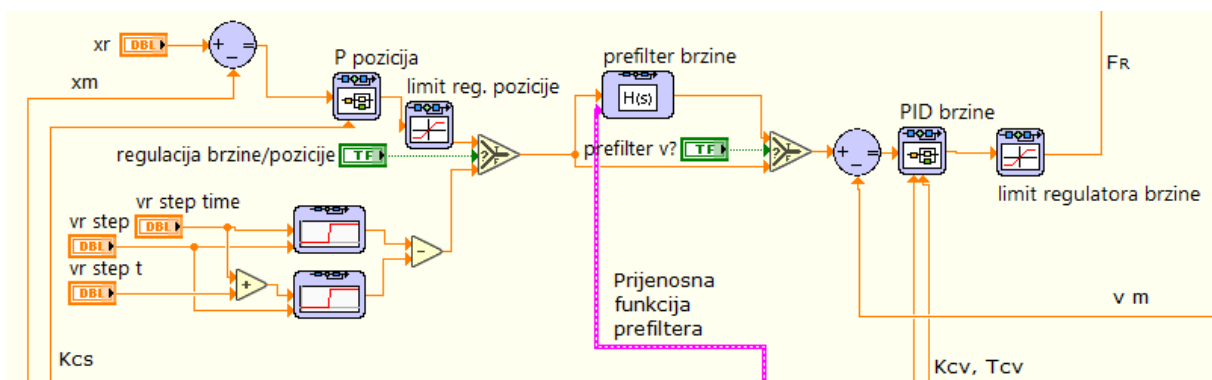 xr
DBL
xm
P pozicija
limit reg. pozicije
prefilter brzine
H(s)
FR
PID brzine
regulacija brzine/pozicije
TF
? T F
prefilter v?
TF
? T F
limit regulatora brzine
vr step time
DBL
vr step
DBL
vr step t
DBL
Prijenosna
funkcija
prefiltera
v m
Kcs
Kcv, Tcv